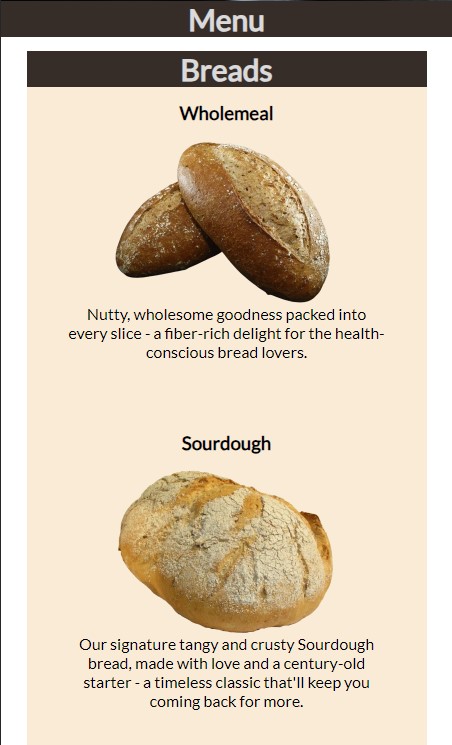 Menu
Breads
Wholemeal
Nutty, wholesome goodness packed into
every slice - a fiber-rich delight for the health-
conscious bread lovers.
Sourdough
Our signature tangy and crusty Sourdough
bread, made with love and a century-old
starter - a timeless classic that'll keep you
coming back for more.